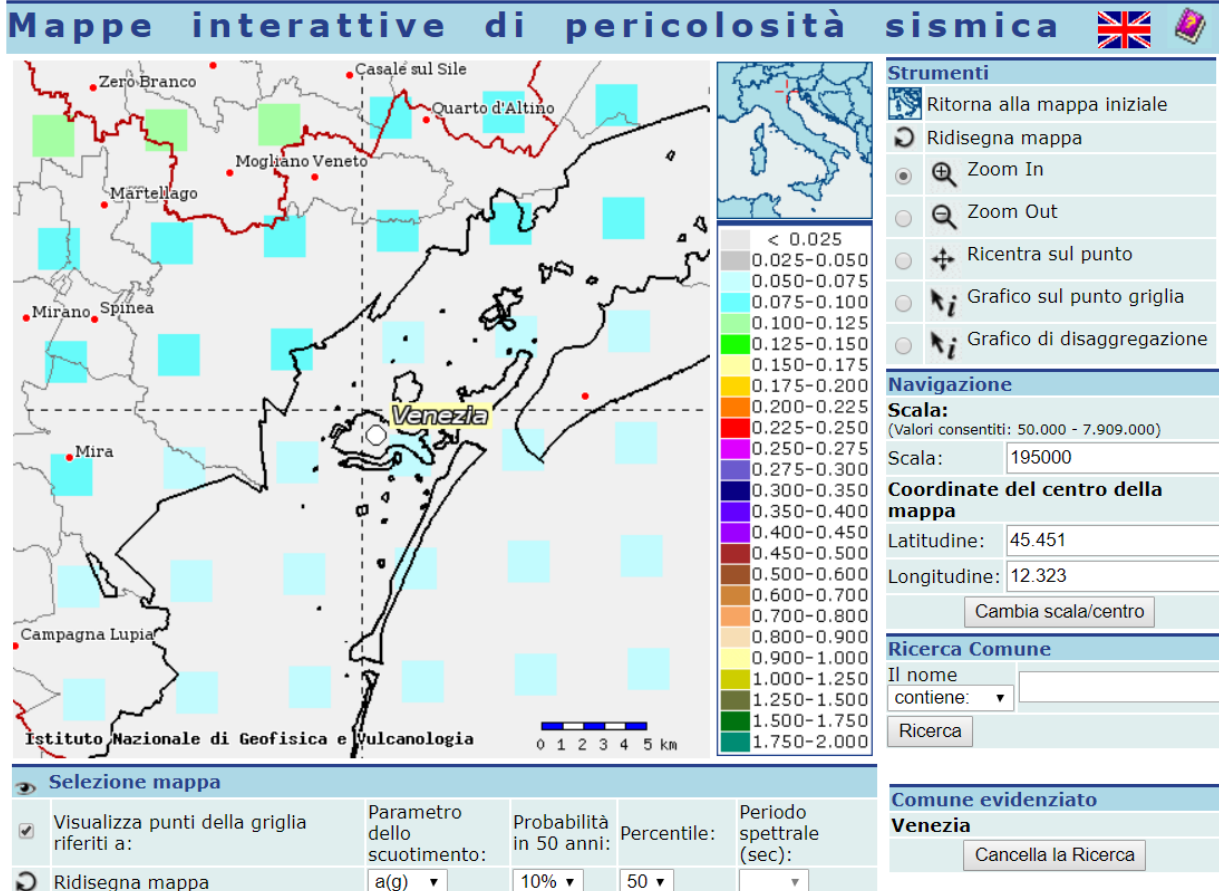 Mappe interattive di pericolosità sismica
Zero Branco
Casale sul Sile
Quarto d'Altino
Mogliano Veneto
Martellago
Mirano
Spinea
Venezia
Mira
Campagna Lupia
Istituto Nazionale di Geofisica e Vulcanologia
0 1 2 3 4 5 km
< 0.025
0.025-0.050
0.050-0.075
0.075-0.100
0.100-0.125
0.125-0.150
0.150-0.175
0.175-0.200
0.200-0.225
0.225-0.250
0.250-0.275
0.275-0.300
0.300-0.350
0.350-0.400
0.400-0.450
0.450-0.500
0.500-0.600
0.600-0.700
0.700-0.800
0.800-0.900
0.900-1.000
1.000-1.250
1.250-1.500
1.500-1.750
1.750-2.000
Strumenti
Ritorna alla mappa iniziale
Ridisegna mappa
Zoom In
Zoom Out
Ricentra sul punto
Grafico sul punto griglia
Grafico di disaggregazione
Navigazione
Scala:
(Valori consentiti: 50.000 - 7.909.000)
Scala: 195000
Coordinate del centro della
mappa
Latitudine: 45.451
Longitudine: 12.323
Cambia scala/centro
Ricerca Comune
Il nome
contiene:
Ricerca
Selezione mappa
Visualizza punti della griglia
riferiti a:
Parametro
dello
scuotimento:
Probabilità
in 50 anni:
Percentile:
Periodo
spettrale
(sec):
Ridisegna mappa
a(g)
10%
50
Comune evidenziato
Venezia
Cancella la Ricerca